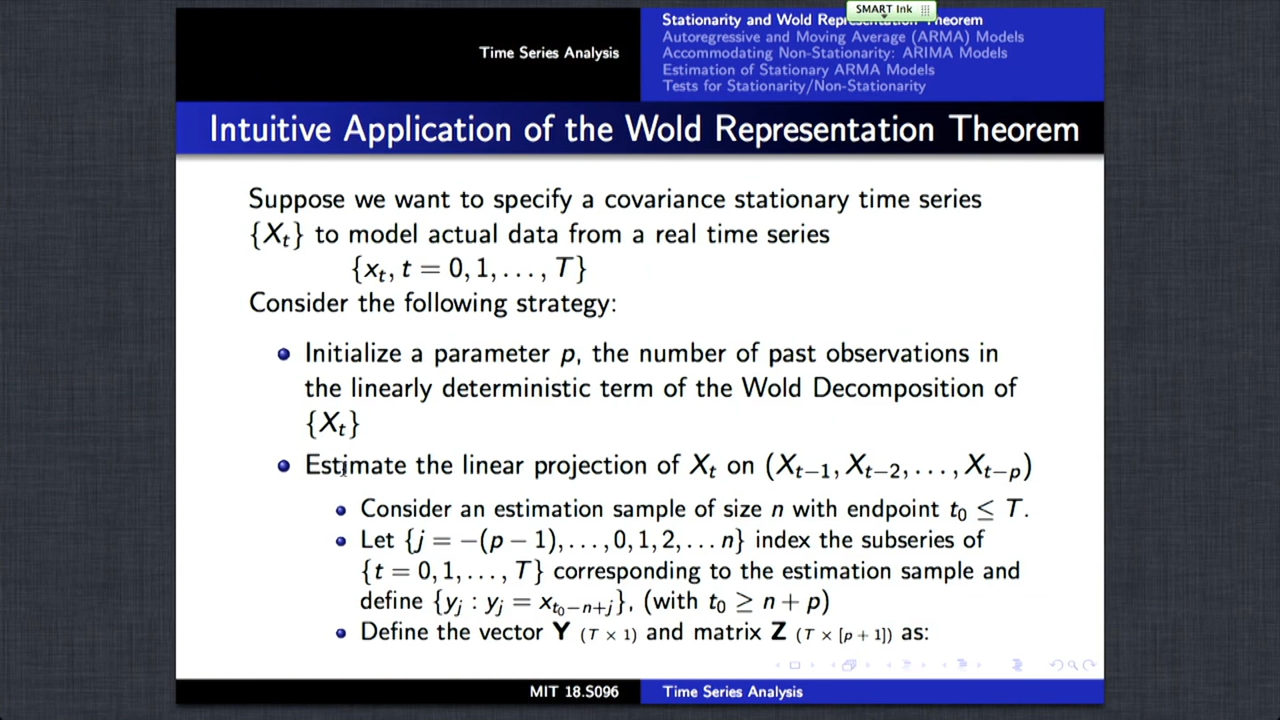 SMART Ink
Stationarity and Wold Representation Theorem
Autoregressive and Moving Average (ARMA) Models
Accommodating Non-Stationarity: ARIMA Models
Estimation of Stationary ARMA Models
Tests for Stationarity/Non-Stationarity
Time Series Analysis
Intuitive Application of the Wold Representation Theorem
Suppose we want to specify a covariance stationary time series
{X_t} to model actual data from a real time series
{x_t, t = 0, 1, . . . , T}
Consider the following strategy:
Initialize a parameter p, the number of past observations in
the linearly deterministic term of the Wold Decomposition of
{X_t}
Estimate the linear projection of X_t on (X_{t−1}, X_{t−2}, . . . , X_{t−p})
Consider an estimation sample of size n with endpoint t_0 ≤ T.
Let {j = −(p − 1), . . . , 0, 1, 2, . . . n} index the subseries of
{t = 0, 1, . . . , T} corresponding to the estimation sample and
define {y_j : y_j = x_{t_0−n+j}}, (with t_0 ≥ n + p)
Define the vector Y (T × 1) and matrix Z (T × [p + 1]) as:
MIT 18.S096
Time Series Analysis